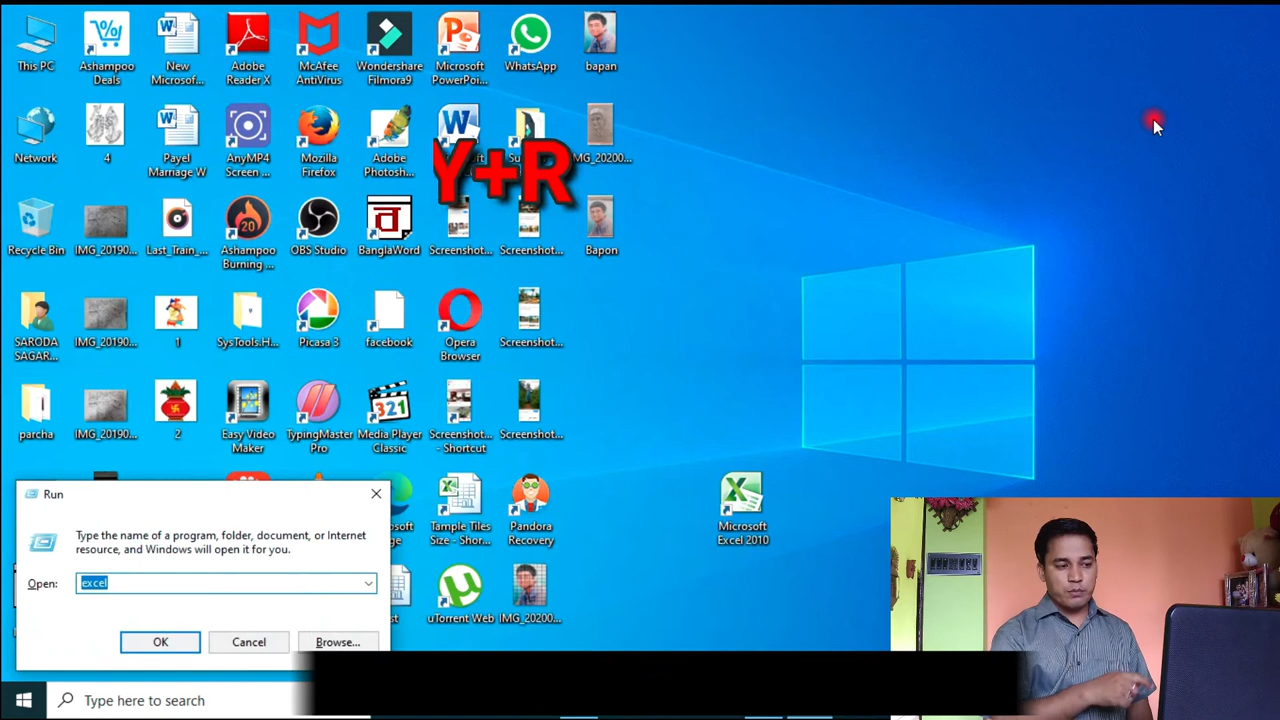 This PC
Ashampoo
Deals
New
Microsof...
Adobe
Reader X
McAfee
AntiVirus
Wondershare
Filmora9
Microsoft
PowerPoi...
WhatsApp
bapan
Network
4
Payel
Marriage W
AnyMP4
Screen ...
Mozilla
Firefox
Adobe
Photosh...
IMG_20200...
Y+R
Recycle Bin
IMG_20190...
Last_Train_...
Ashampoo
Burning ...
OBS Studio
BanglaWord
Screenshot...
Screenshot...
Bapon
SARODA
SAGAR...
IMG_20190...
1
SysTools.H...
Picasa 3
facebook
Opera
Browser
Screenshot...
parcha
IMG_20190...
2
Easy Video
Maker
TypingMaster
Pro
Media Player
Classic
Screenshot...
- Shortcut
Screenshot...
Tample Tiles
Size - Shor...
Pandora
Recovery
Microsoft
Excel 2010
uTorrent Web
IMG_20200...
Run
Type the name of a program, folder, document, or Internet
resource, and Windows will open it for you.
Open:
excel
OK
Cancel
Browse...
Type here to search